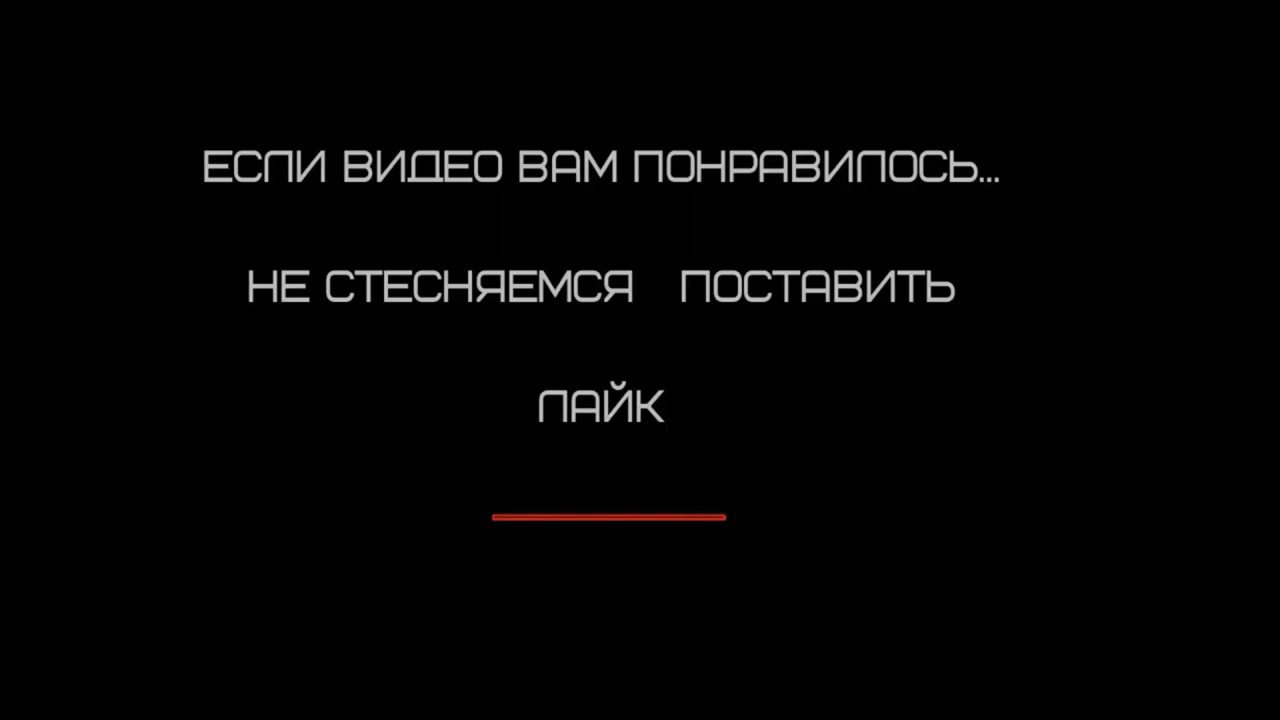 ЕСЛИ ВИДЕО ВАМ ПОНРАВИЛОСЬ...
НЕ СТЕСНЯЕМСЯ ПОСТАВИТЬ
ЛАЙК